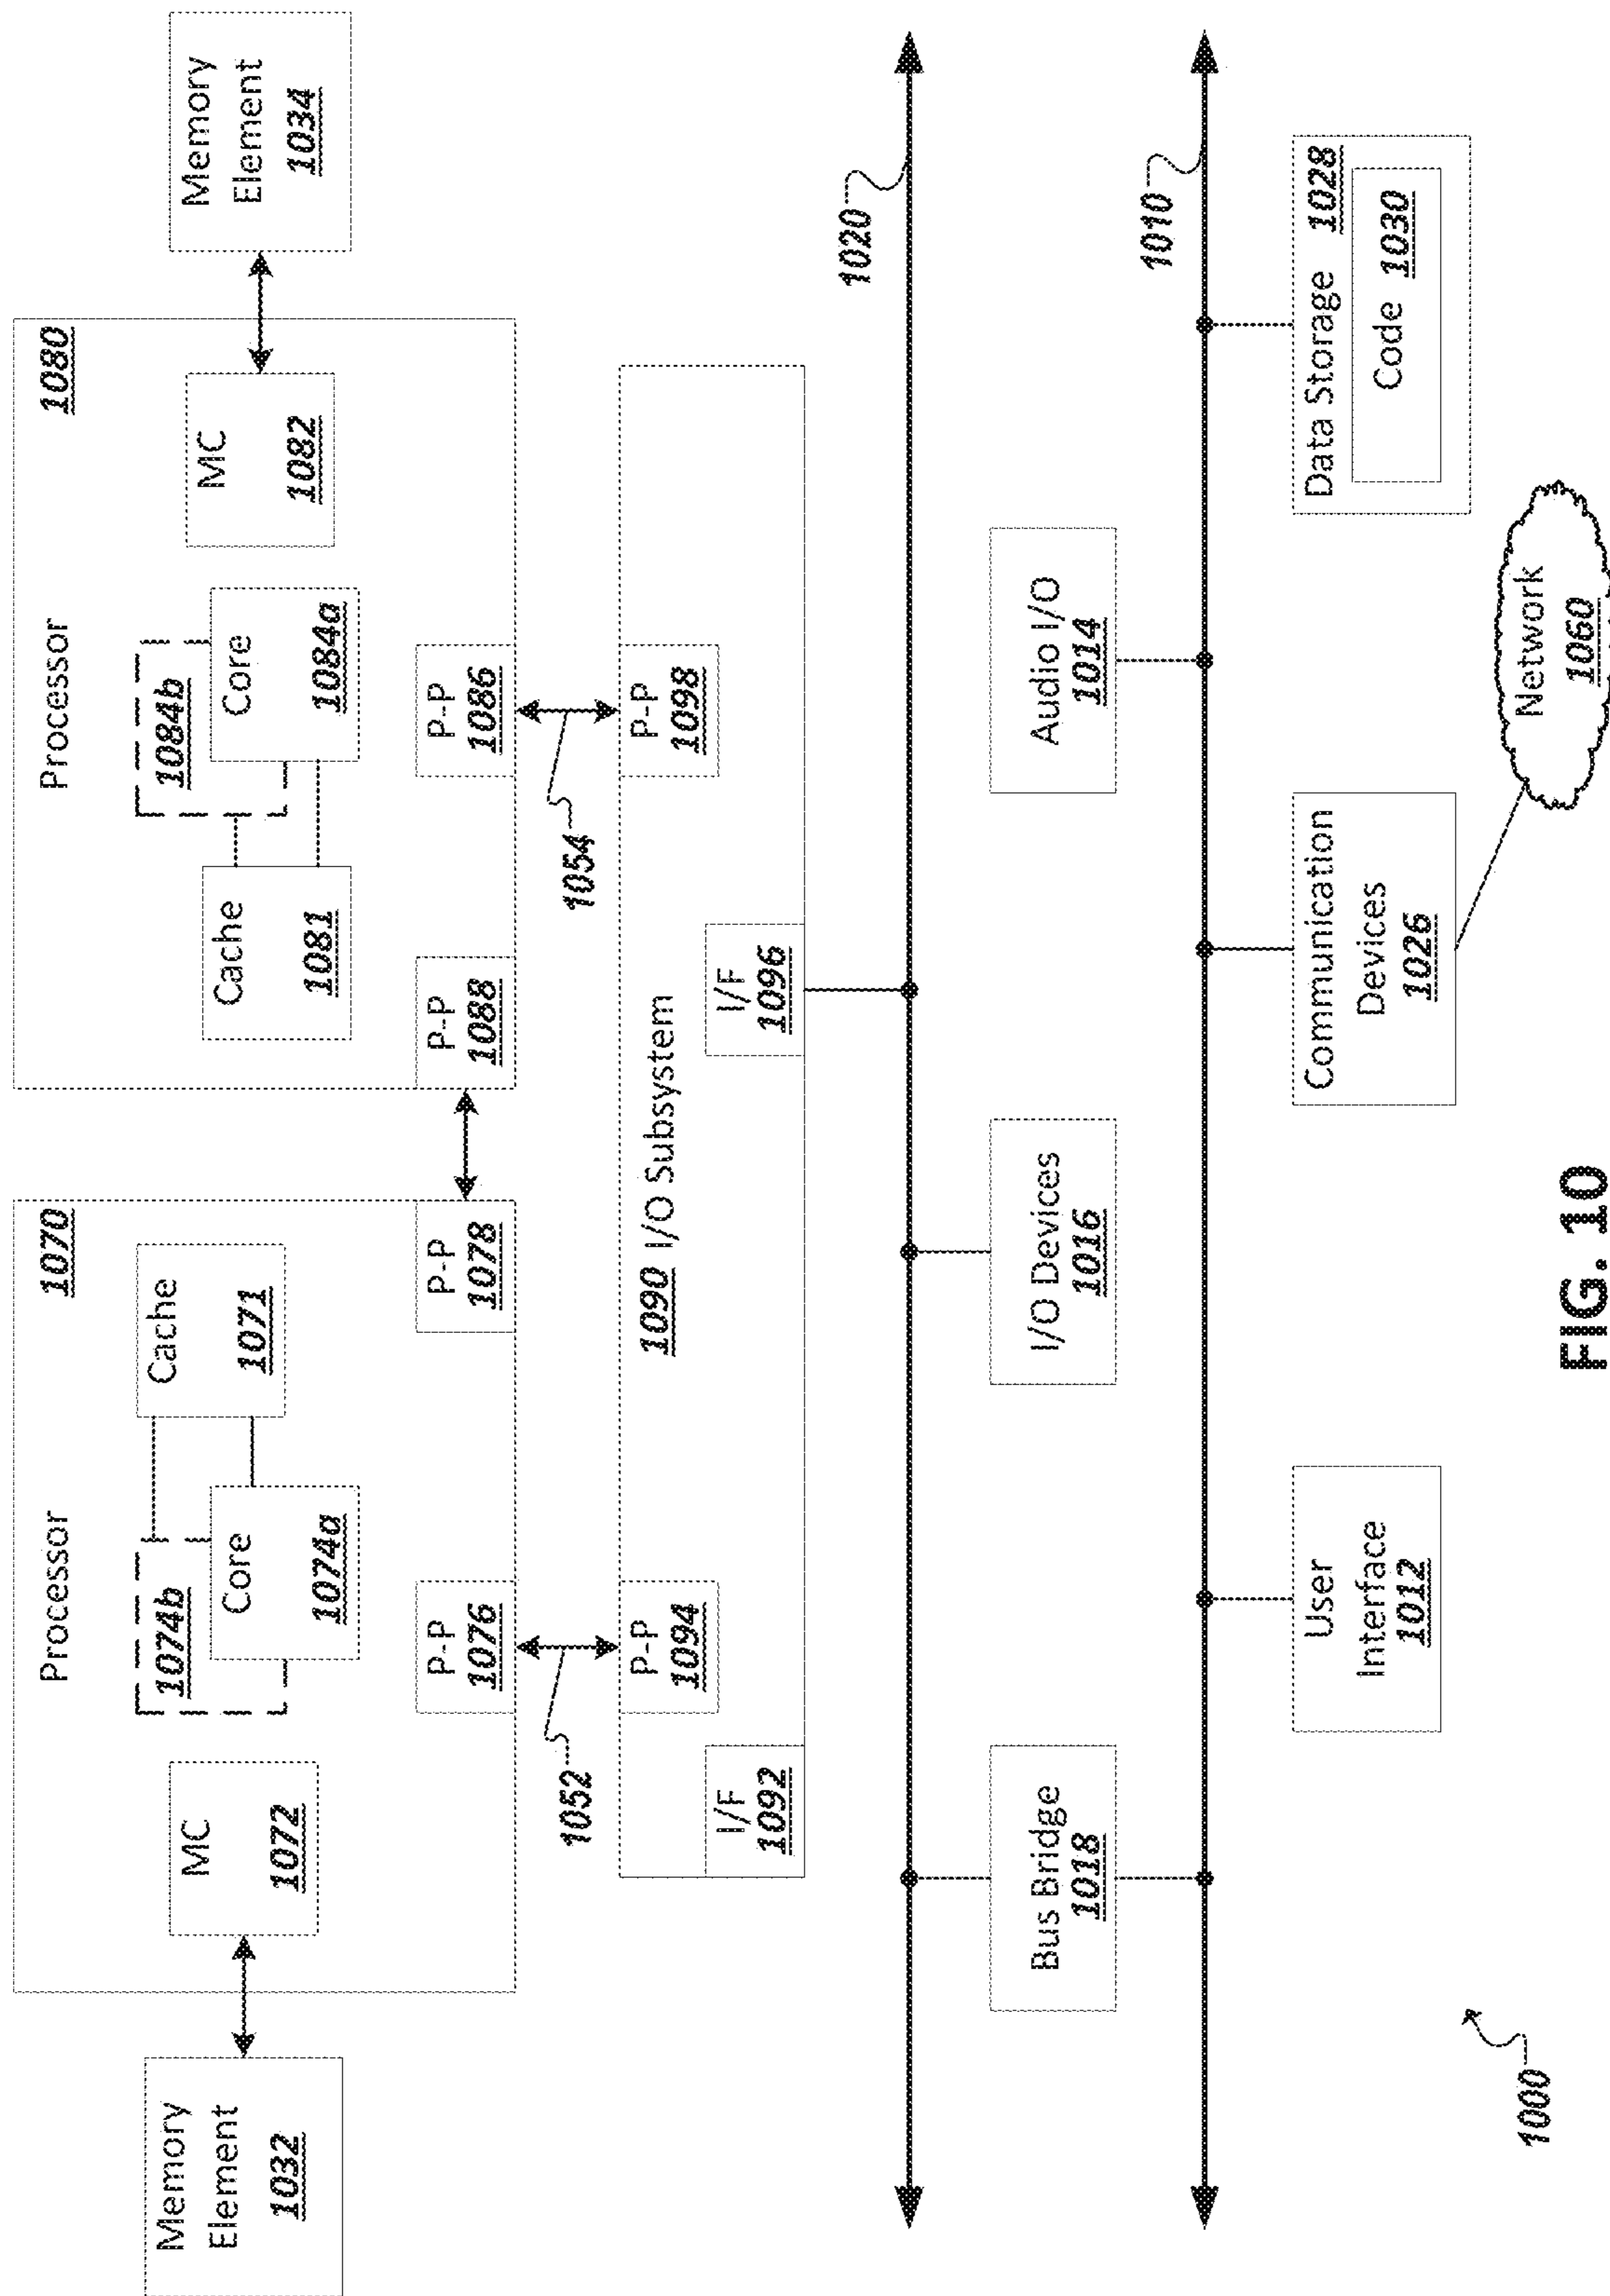 Memory
Element
1032
Processor
1070
MC
1072
1074b
Core
1074a
Cache
1071
P-P
1076
P-P
1078
Processor
1080
Cache
1081
1084b
Core
1084a
MC
1082
P-P
1088
P-P
1086
Memory
Element
1034
1052
1054
P-P
1094
P-P
1098
1090 I/O Subsystem
I/F
1092
I/F
1096
1020
Bus Bridge
1018
I/O Devices
1016
Audio I/O
1014
1010
User
Interface
1012
Communication
Devices
1026
Data Storage 1028
Code 1030
Network
1060
1000
FIG. 10